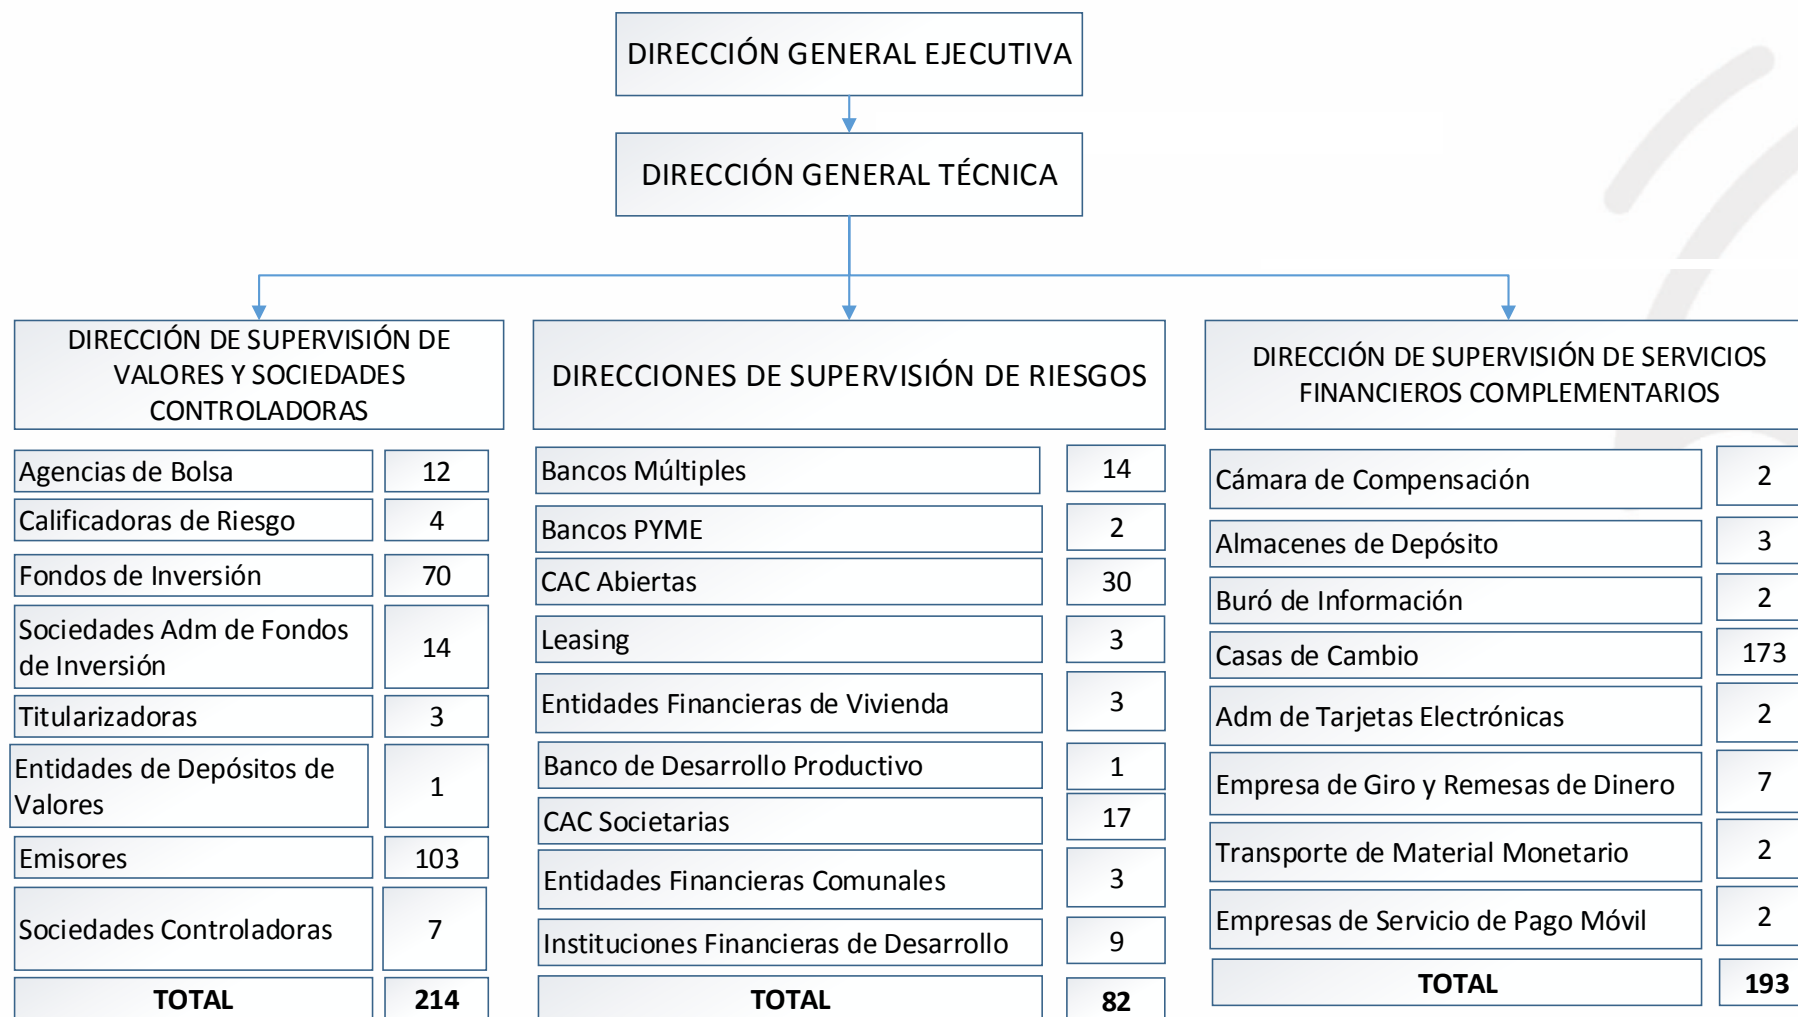 DIRECCIÓN GENERAL EJECUTIVA
DIRECCIÓN GENERAL TÉCNICA
DIRECCIÓN DE SUPERVISIÓN DE
VALORES Y SOCIEDADES
CONTROLADORAS
Agencias de Bolsa 12
Calificadoras de Riesgo 4
Fondos de Inversión 70
Sociedades Adm de Fondos
de Inversión 14
Titularizadoras 3
Entidades de Depósitos de
Valores 1
Emisores 103
Sociedades Controladoras 7
TOTAL 214
DIRECCIONES DE SUPERVISIÓN DE RIESGOS
Bancos Múltiples 14
Bancos PYME 2
CAC Abiertas 30
Leasing 3
Entidades Financieras de Vivienda 3
Banco de Desarrollo Productivo 1
CAC Societarias 17
Entidades Financieras Comunales 3
Instituciones Financieras de Desarrollo 9
TOTAL 82
DIRECCIÓN DE SUPERVISIÓN DE SERVICIOS
FINANCIEROS COMPLEMENTARIOS
Cámara de Compensación 2
Almacenes de Depósito 3
Buró de Información 2
Casas de Cambio 173
Adm de Tarjetas Electrónicas 2
Empresa de Giro y Remesas de Dinero 7
Transporte de Material Monetario 2
Empresas de Servicio de Pago Móvil 2
TOTAL 193